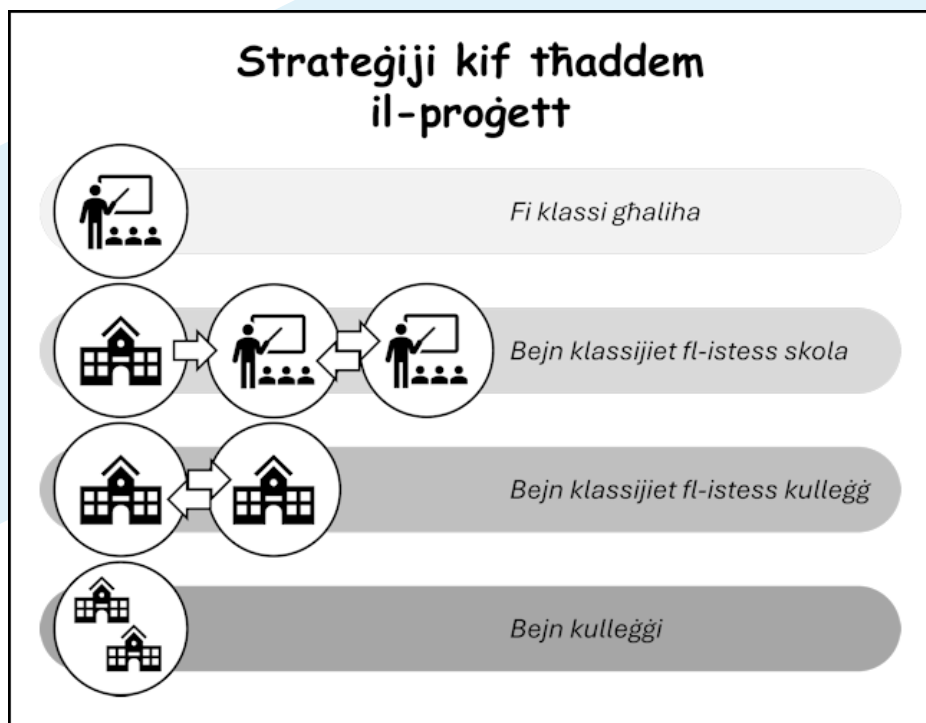 Strateġiji kif tħaddem
il-proġett
Fi klassi għaliha
Bejn klassijiet fl-istess skola
Bejn klassijiet fl-istess kulleġġ
Bejn kulleġġi